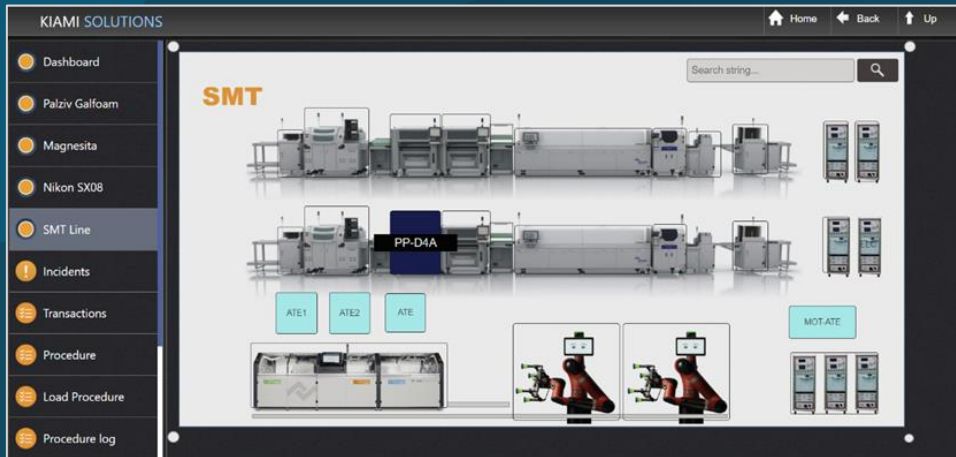 KIAMI SOLUTIONS
Home
Back
Up
Dashboard
Palziv Galfoam
Magnesita
Nikon SX08
SMT Line
Incidents
Transactions
Procedure
Load Procedure
Procedure log
Search string...
SMT
PP-D4A
ATE1
ATE2
ATE
MOT-ATE